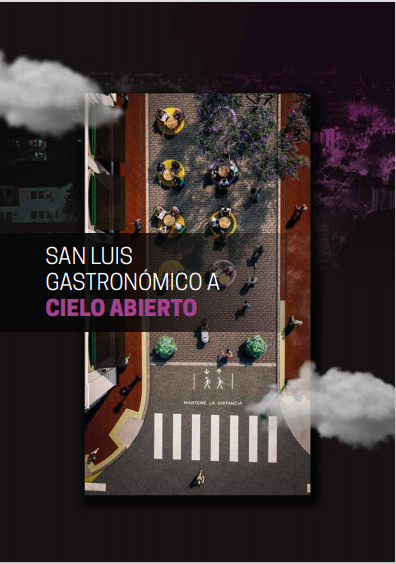 SAN LUIS
GASTRONÓMICO A
CIELO ABIERTO
MANTENÉ LA DISTANCIA